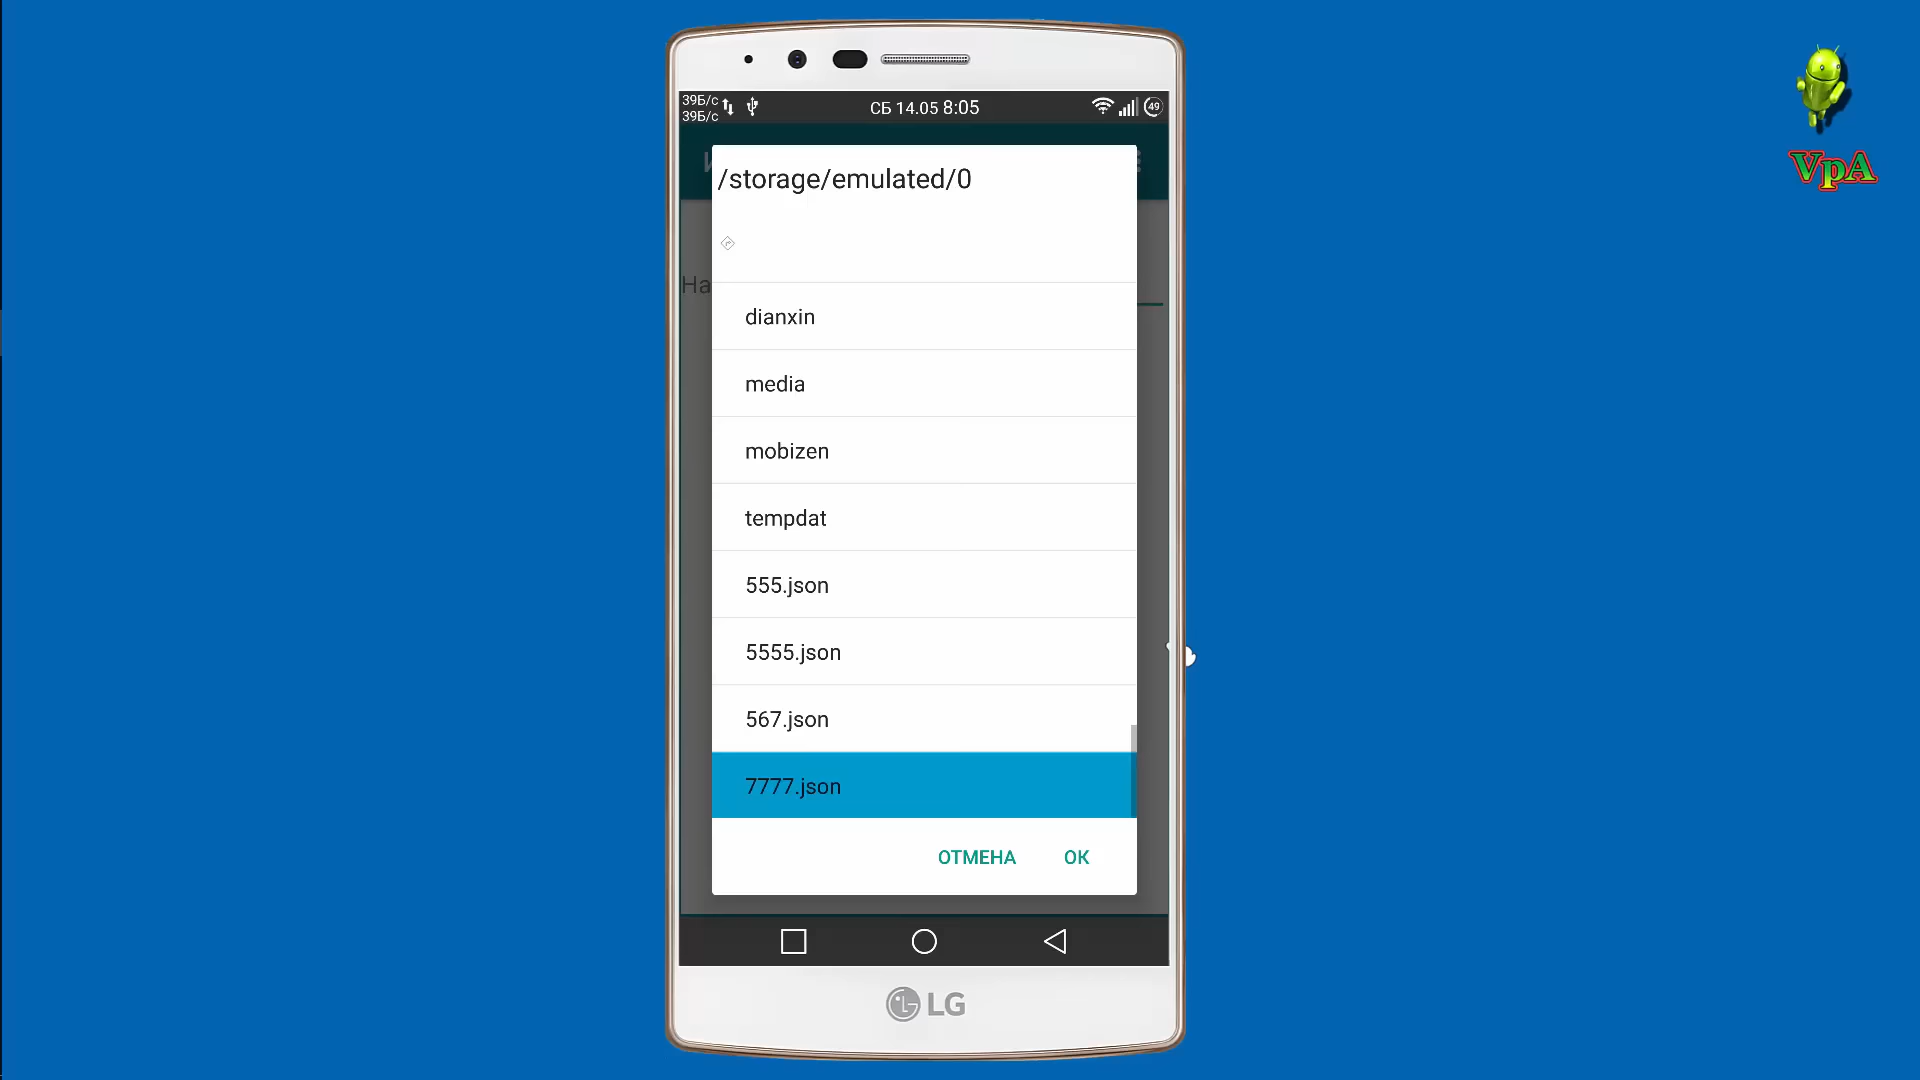 39Б/с
39Б/с
СБ 14.05 8:05
49
/storage/emulated/0
На
dianxin
media
mobizen
tempdat
555.json
5555.json
567.json
7777.json
ОТМЕНА
OK
LG
VpA